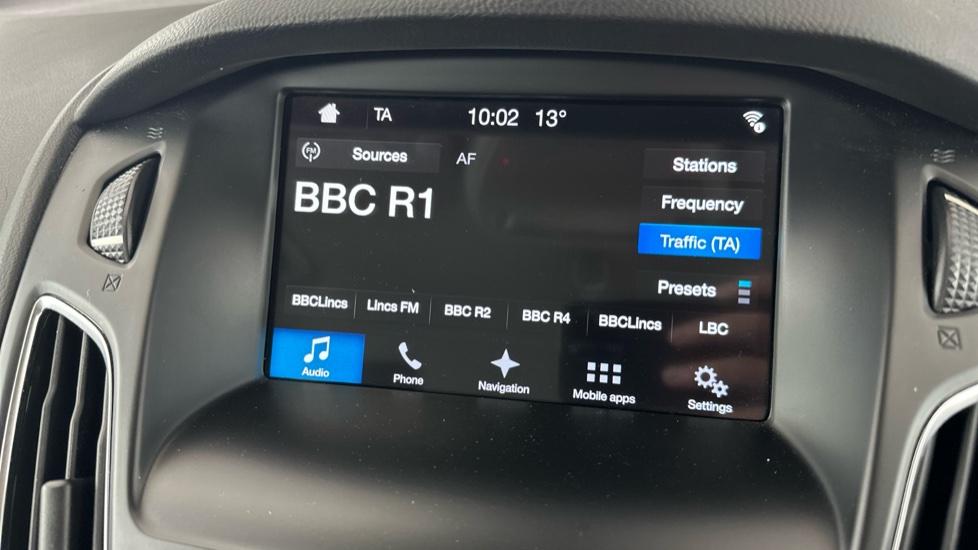 TA 10:02 13°
FM Sources AF Stations
BBC R1 Frequency
Traffic (TA)
Presets
BBCLincs Lincs FM BBC R2 BBC R4 BBCLincs LBC
Audio Phone Navigation Mobile apps Settings